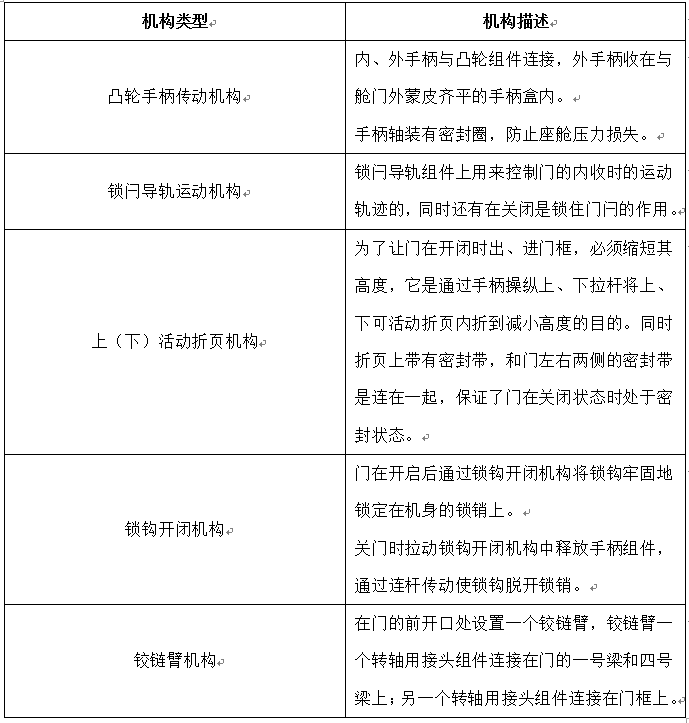 机构类型
机构描述
凸轮手柄传动机构
内、外手柄与凸轮组件连接，外手柄收在与
舱门外蒙皮齐平的手柄盒内。
手柄轴装有密封圈，防止座舱压力损失。
锁闩导轨运动机构
锁闩导轨组件上用来控制门的内收时的运动
轨迹的，同时还有在关闭是锁住门闩的作用。
上（下）活动折页机构
为了让门在开闭时出、进门框，必须缩短其
高度，它是通过手柄操纵上、下拉杆将上、
下可活动折页内折到减小高度的目的。同时
折页上带有密封带，和门左右两侧的密封带
是连在一起，保证了门在关闭状态时处于密
封状态。
锁钩开闭机构
门在开启后通过锁钩开闭机构将锁钩牢固地
锁定在机身的锁销上。
关门时拉动锁钩开闭机构中释放手柄组件，
通过连杆传动使锁钩脱开锁销。
铰链臂机构
在门的前开口处设置一个铰链臂，铰链臂一
个转轴用接头组件连接在门的一号梁和四号
梁上；另一个转轴用接头组件连接在门框上。